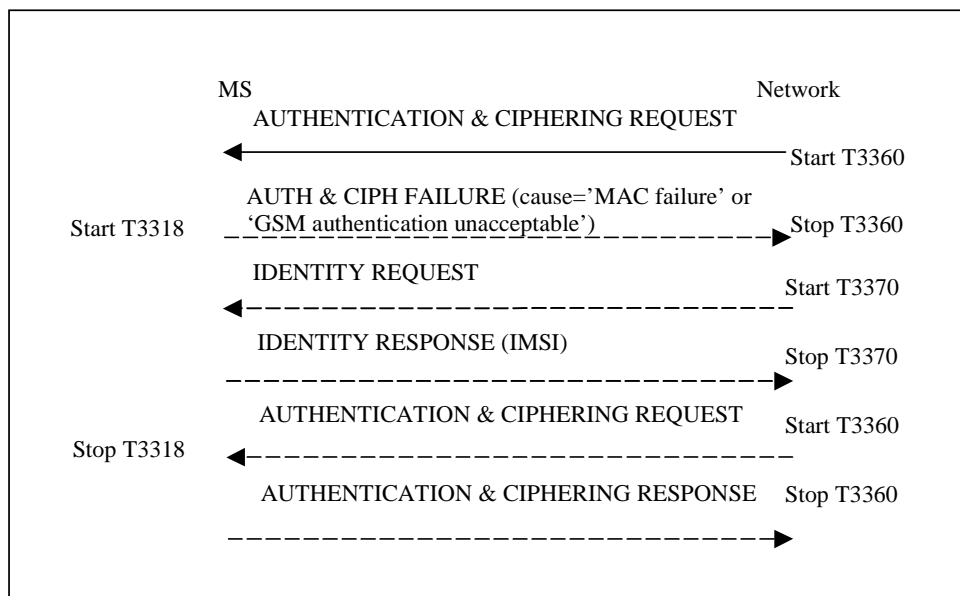 MS
Network
AUTHENTICATION & CIPHERING REQUEST
Start T3360
AUTH & CIPH FAILURE (cause=’MAC failure’ or
‘GSM authentication unacceptable’)
Start T3318
Stop T3360
IDENTITY REQUEST
Start T3370
IDENTITY RESPONSE (IMSI)
Stop T3370
AUTHENTICATION & CIPHERING REQUEST
Start T3360
Stop T3318
AUTHENTICATION & CIPHERING RESPONSE
Stop T3360